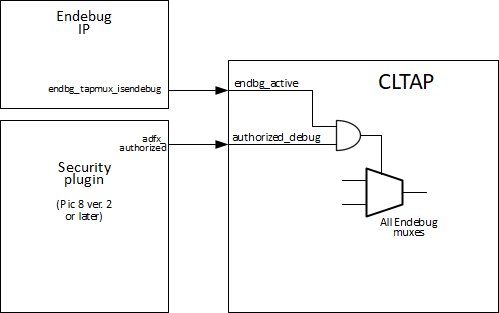 Endebug
IP
endbg_tapmux_isendebug
adfx_
authorized
Security
plugin
(Pic 8 ver. 2
or later)
CLTAP
endbg_active
authorized_debug
All Endebug
muxes